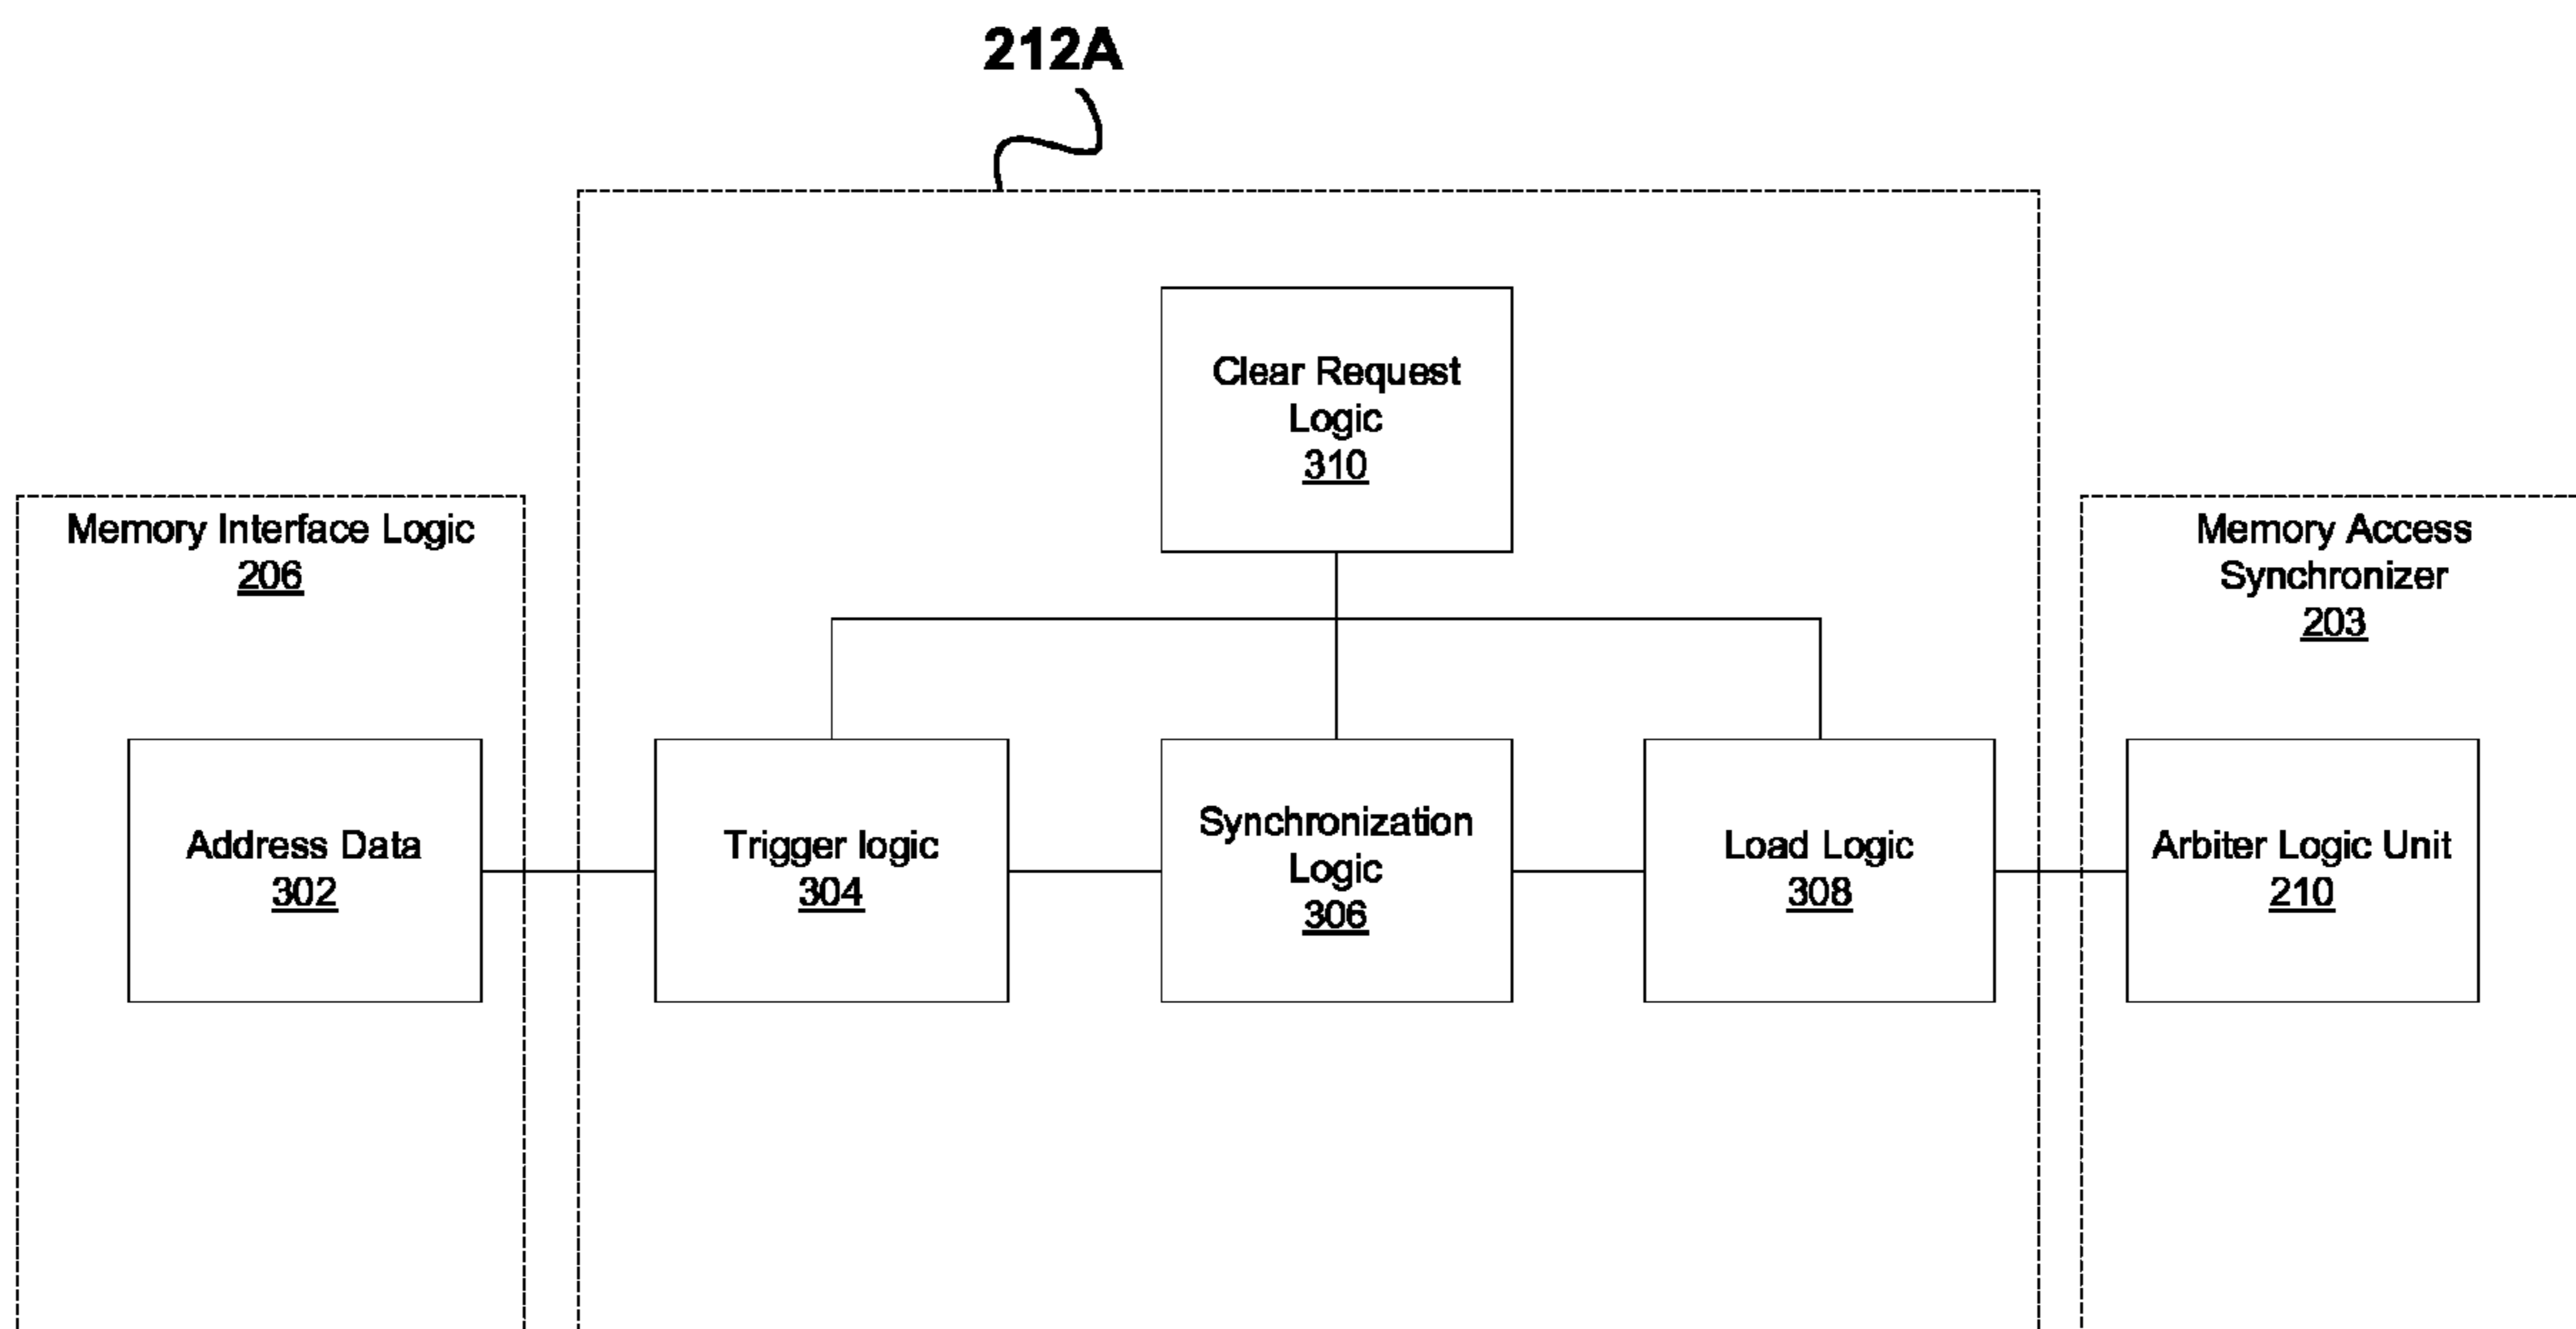 212A
Clear Request
Logic
310
Memory Interface Logic
206
Memory Access
Synchronizer
203
Address Data
302
Trigger logic
304
Synchronization
Logic
306
Load Logic
308
Arbiter Logic Unit
210